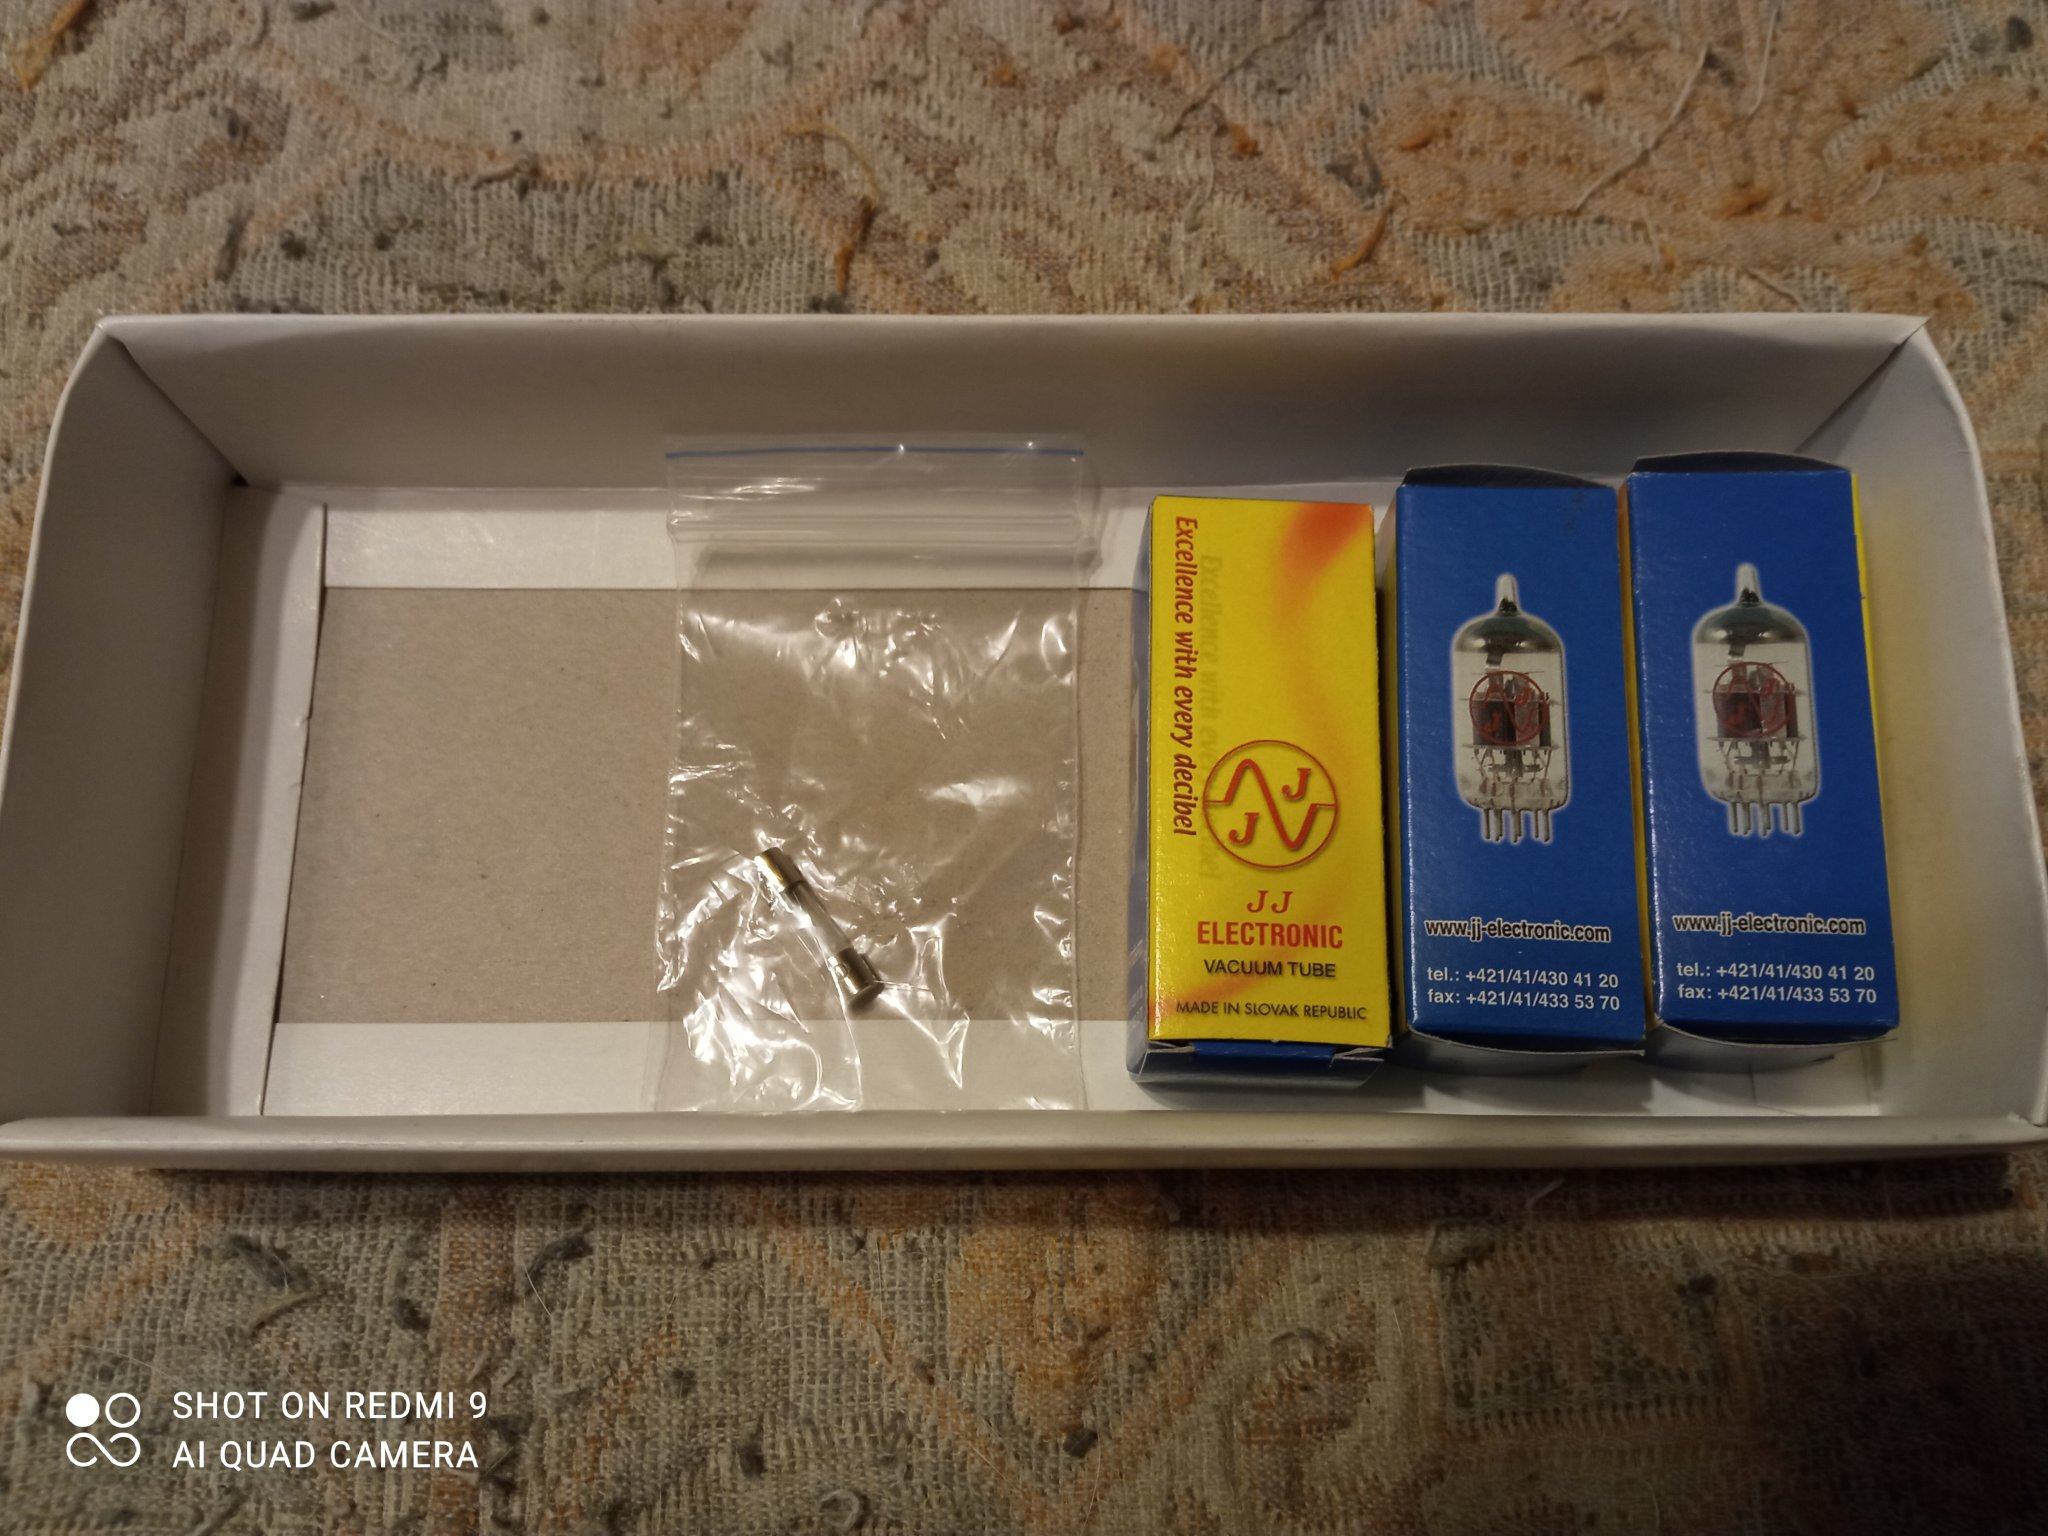 Excellence with every decibel
J
J
JJ
ELECTRONIC
VACUUM TUBE
MADE IN SLOVAK REPUBLIC
www.jj-electronic.com
tel.: +421/41/430 41 20
fax: +421/41/433 53 70
www.jj-electronic.com
tel.: +421/41/430 41 20
fax: +421/41/433 53 70
SHOT ON REDMI 9
AI QUAD CAMERA